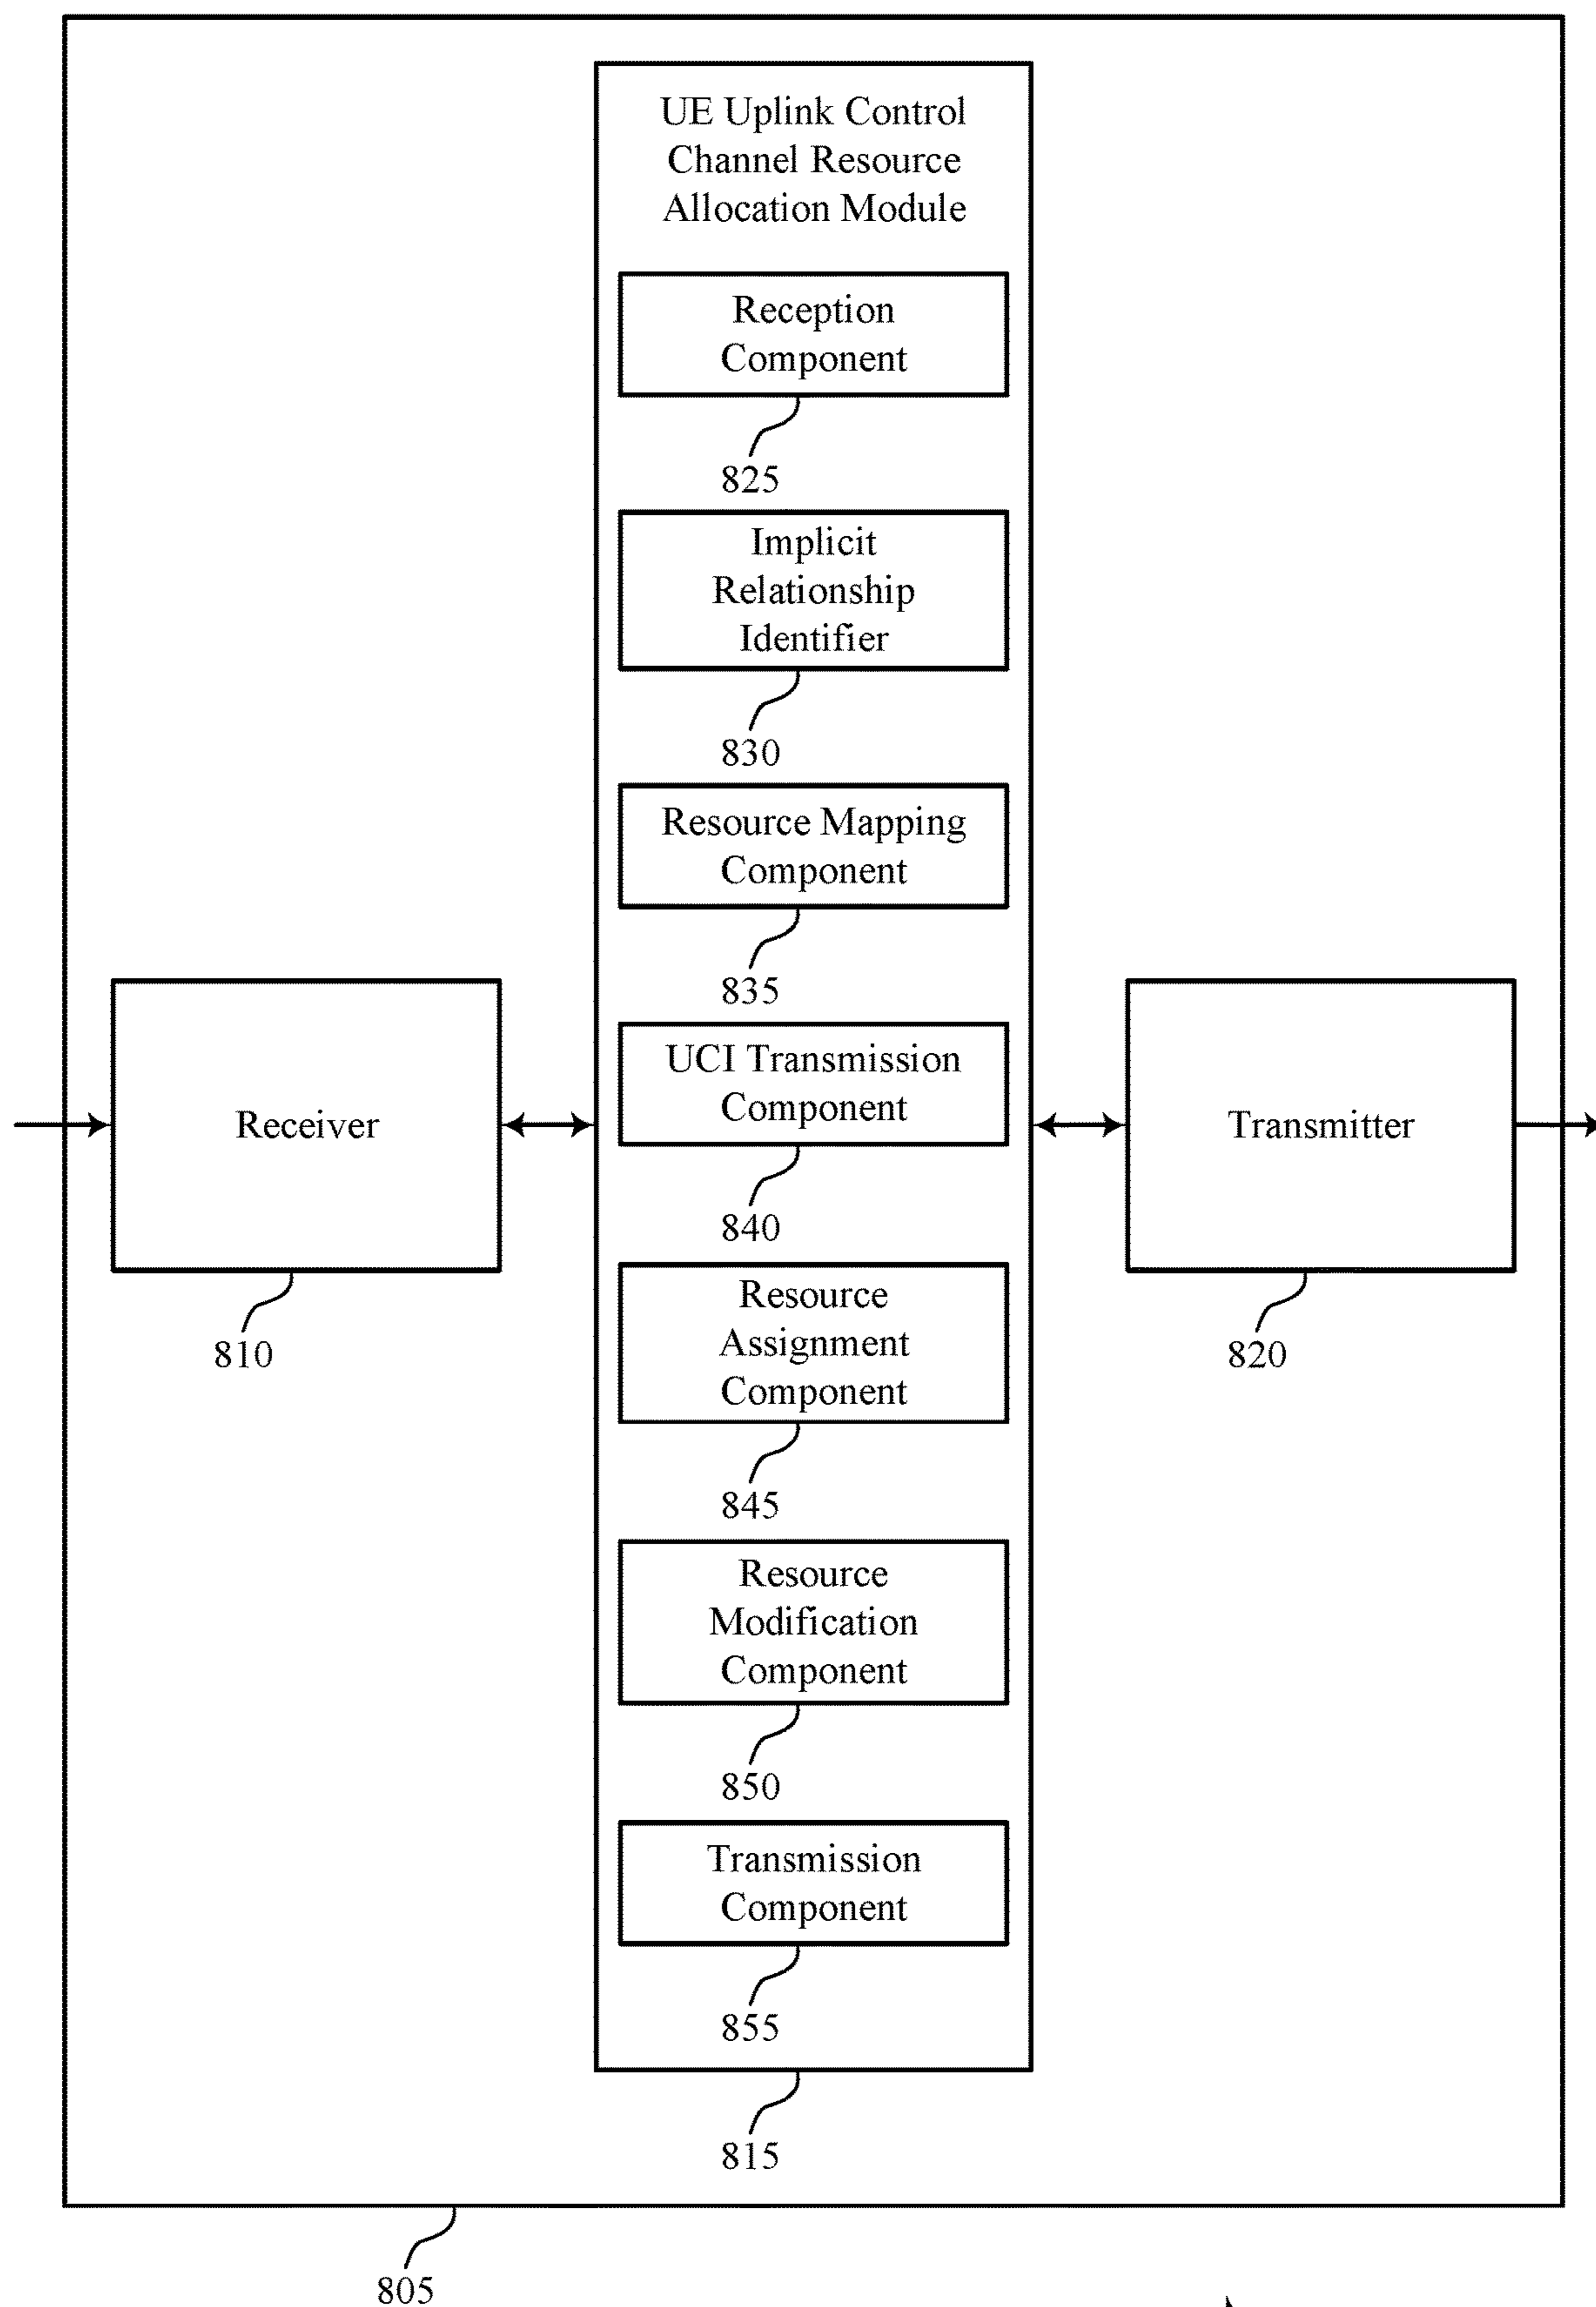 UE Uplink Control
Channel Resource
Allocation Module
Reception
Component
825
Implicit
Relationship
Identifier
830
Resource Mapping
Component
835
UCI Transmission
Component
840
Resource
Assignment
Component
845
Resource
Modification
Component
850
Transmission
Component
855
815
Receiver
810
Transmitter
820
805